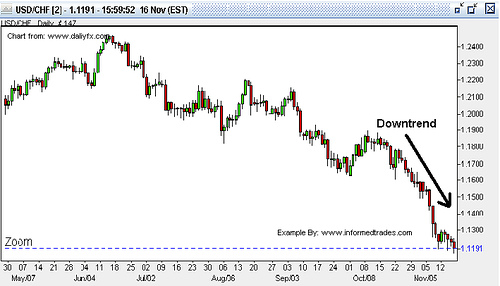 USD/CHF [2] - 1.1191 - 15:59:52 16 Nov (EST)
USD/CHF Daily £ 147
Chart from: www.dalyfx.com
1.2400
1.2300
1.2200
1.2100
1.2000
1.1900
1.1800
1.1700
1.1600
1.1500
1.1400
1.1300
1.1191
Downtrend
Example By: www.informedtrades.com
Zoom
30 07 14 21 28 04 11 18 25 02 09 16 23 30 06 13 20 27 03 10 17 24 01 08 15 22 29 05 12
May/07 Jun/04 Jul/02 Aug/06 Sep/03 Oct/08 Nov/05